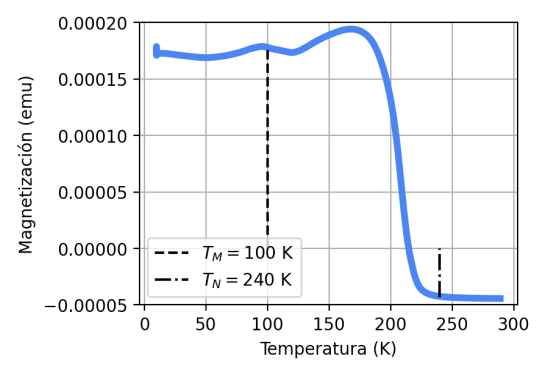 0.00020
0.00015
0.00010
0.00005
0.00000
−0.00005
Magnetización (emu)
T_M = 100 K
T_N = 240 K
0 50 100 150 200 250 300
Temperatura (K)